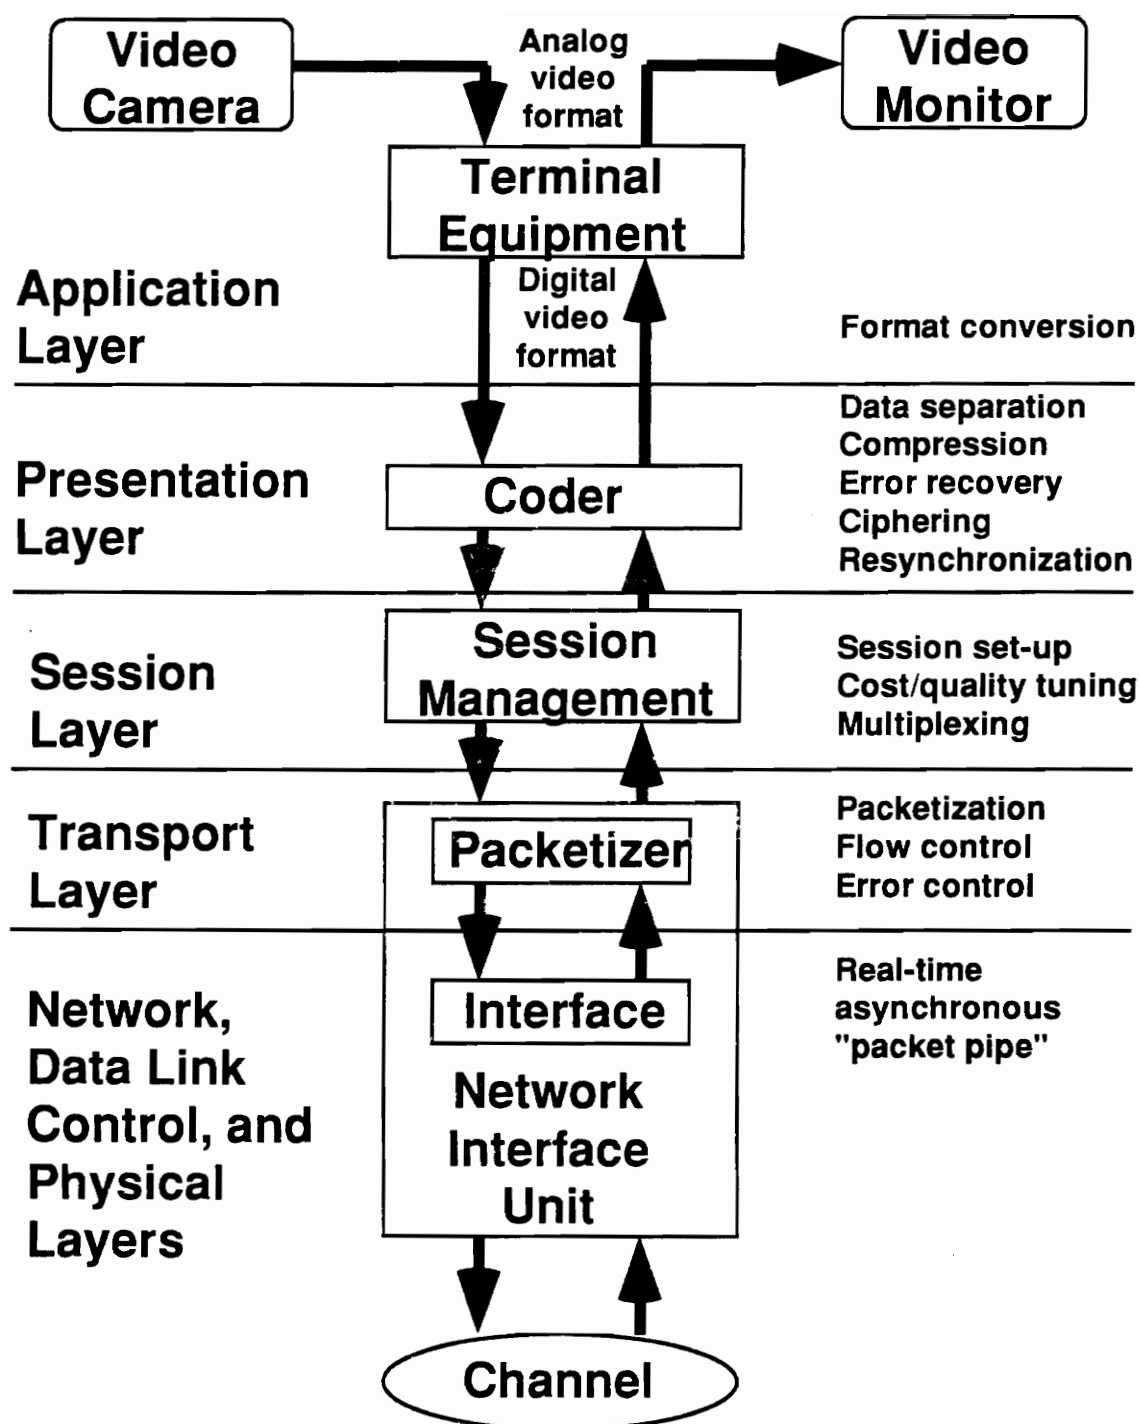 Video
Camera
Analog
video
format
Video
Monitor
Terminal
Equipment
Application
Layer
Digital
video
format
Format conversion
Presentation
Layer
Coder
Data separation
Compression
Error recovery
Ciphering
Resynchronization
Session
Layer
Session
Management
Session set-up
Cost/quality tuning
Multiplexing
Transport
Layer
Packetizer
Packetization
Flow control
Error control
Network,
Data Link
Control, and
Physical
Layers
Interface
Network
Interface
Unit
Real-time
asynchronous
"packet pipe"
Channel